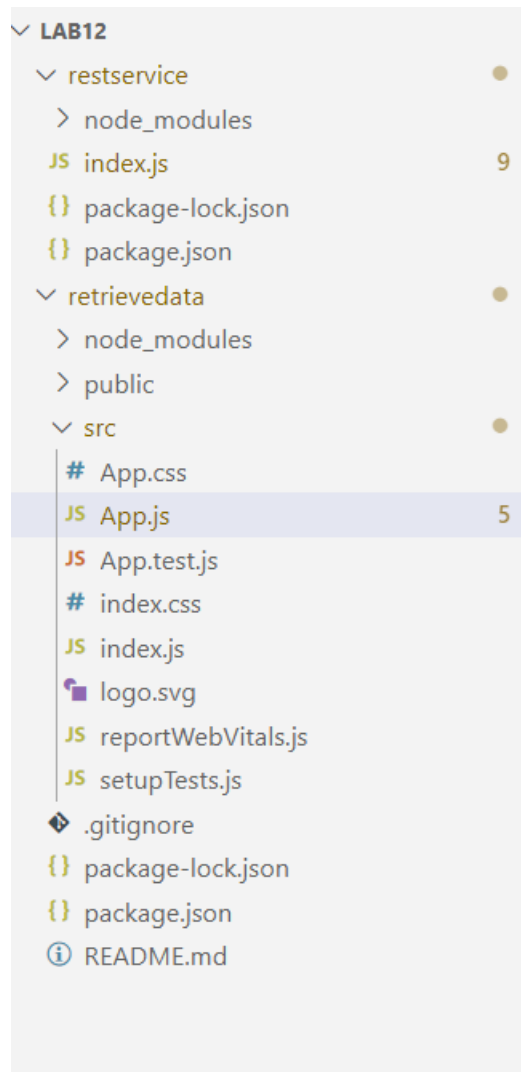 LAB12
restservice
node_modules
JS index.js 9
{} package-lock.json
{} package.json
retrievedata
node_modules
public
src
# App.css
JS App.js 5
JS App.test.js
# index.css
JS index.js
logo.svg
JS reportWebVitals.js
JS setupTests.js
.gitignore
{} package-lock.json
{} package.json
README.md